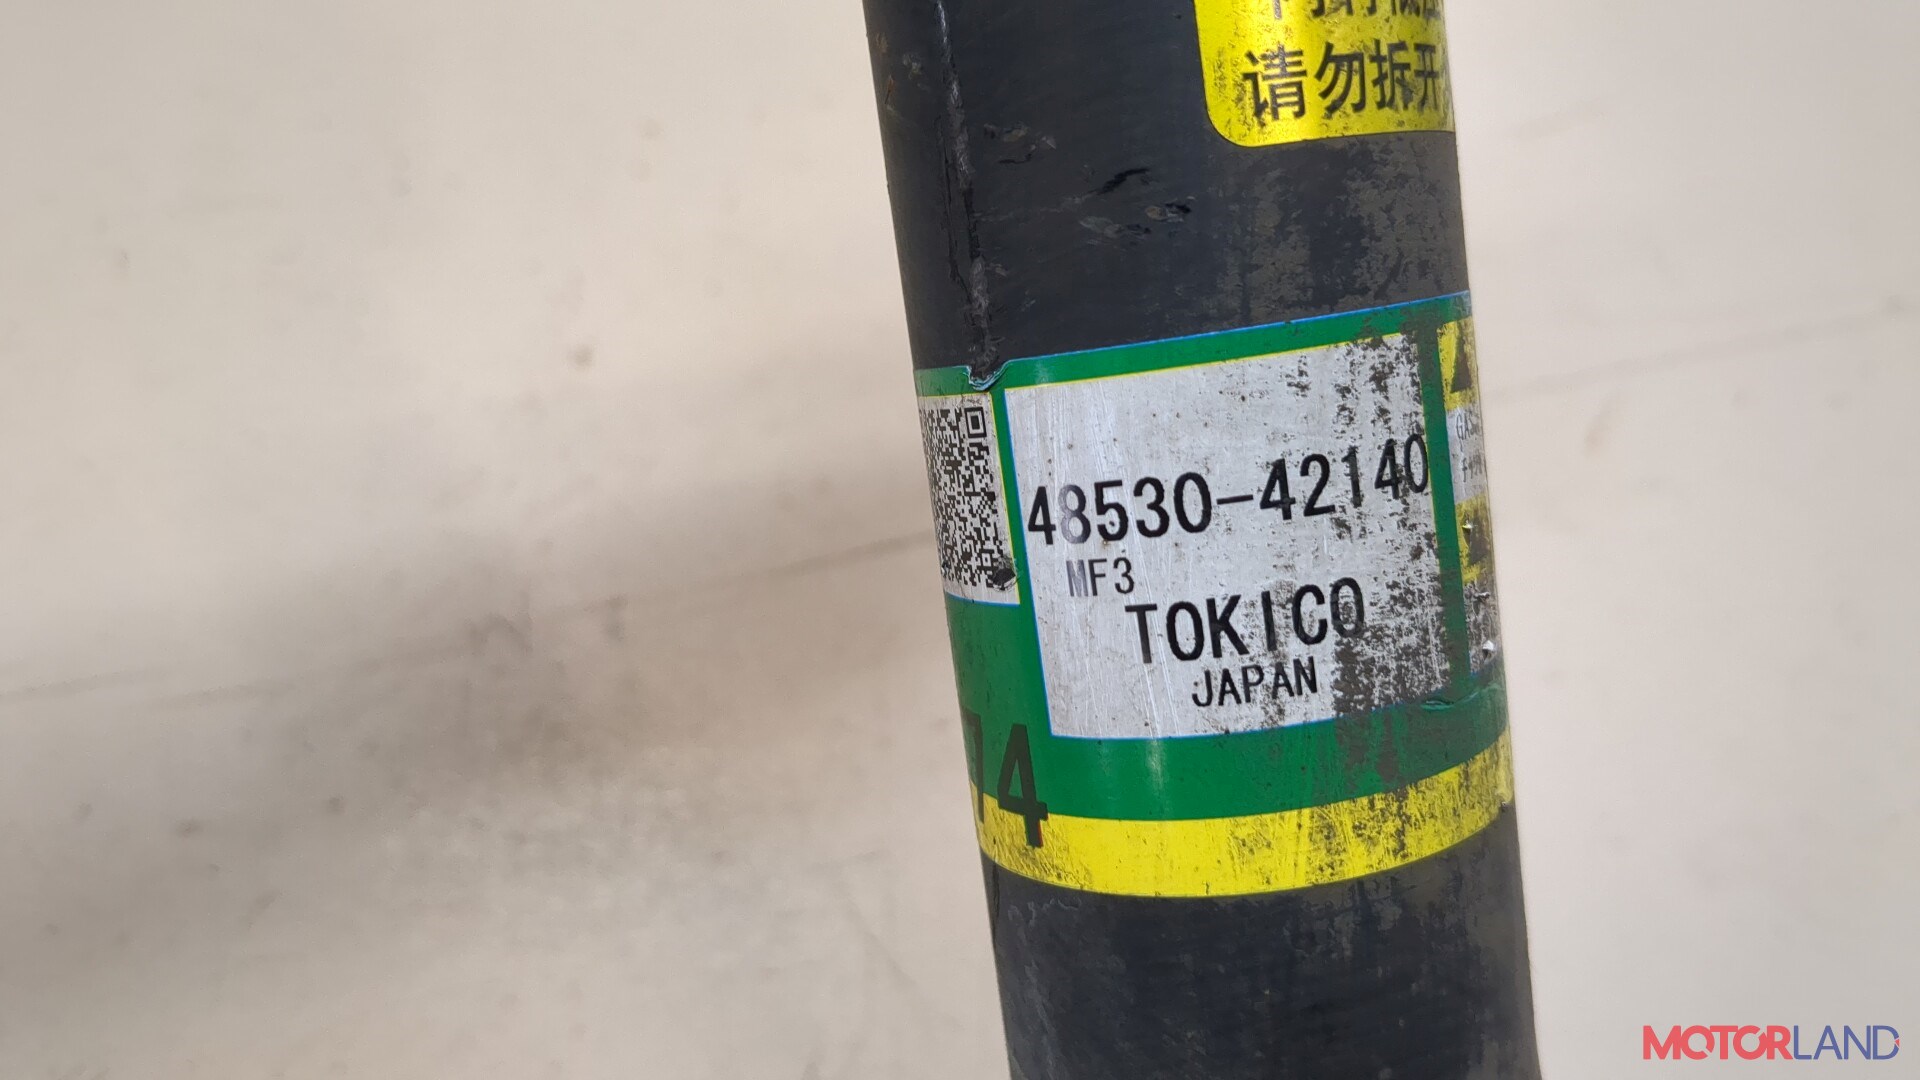 请勿拆开
48530-42140
MF3
TOKICO
JAPAN
74
MOTORLAND